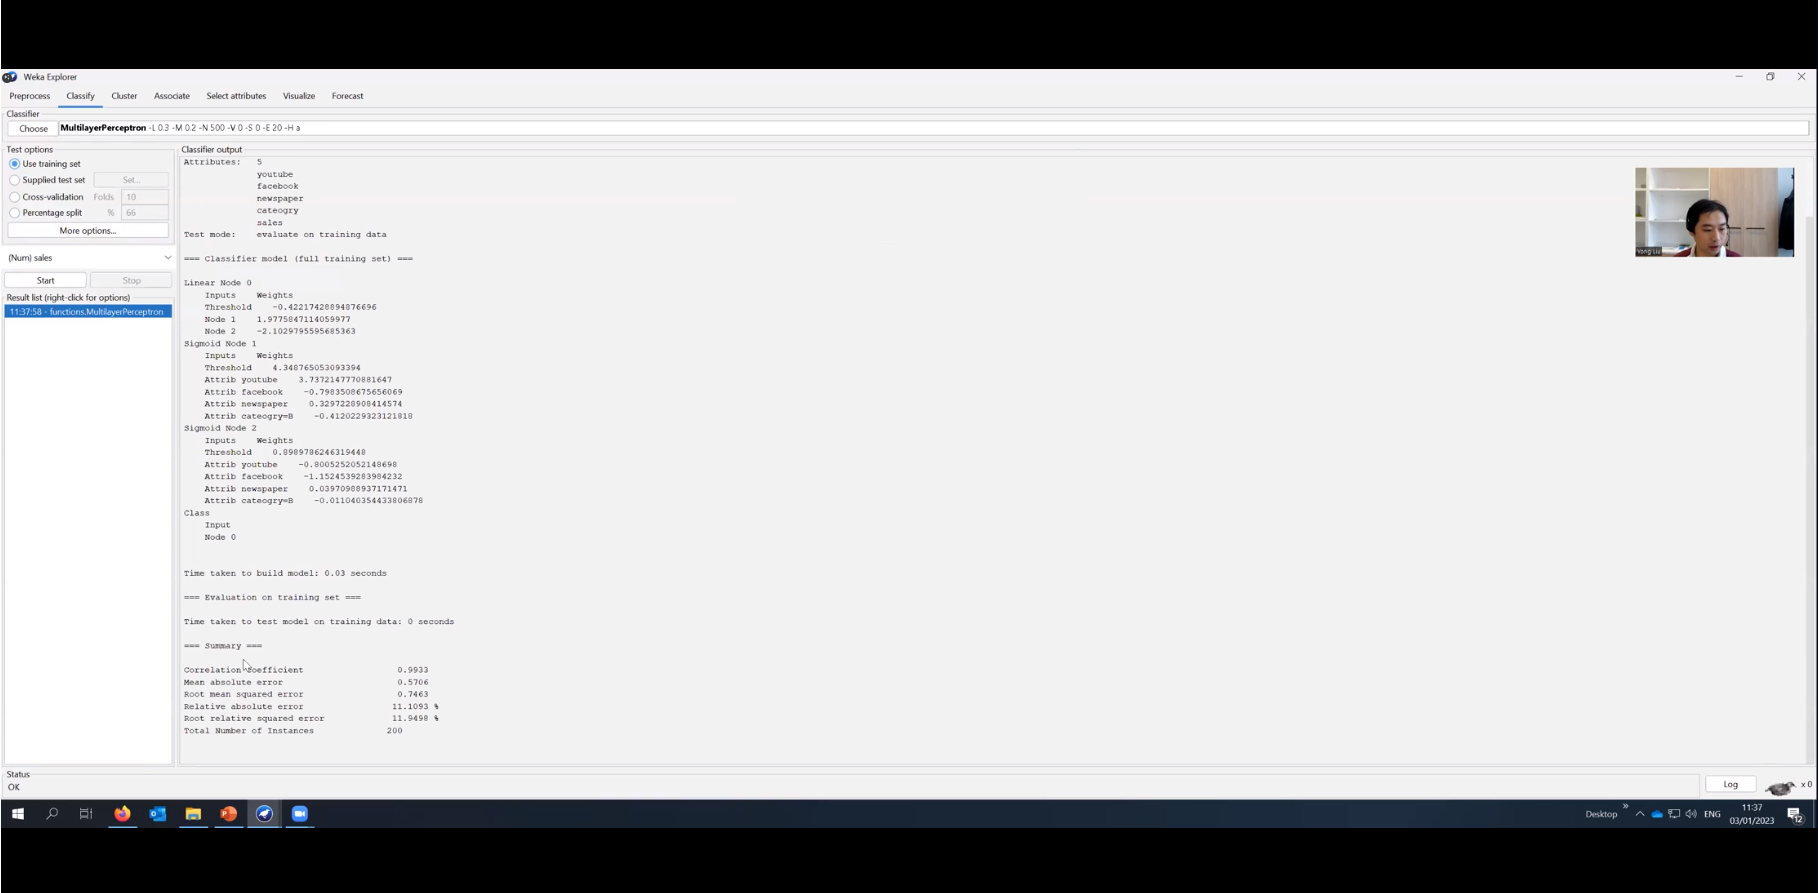 Weka Explorer
Preprocess Classify Cluster Associate Select attributes Visualize Forecast
Classifier
Choose MultilayerPerceptron -L 0.3 -M 0.2 -N 500 -V 0 -S 0 -E 20 -H a
Test options
Use training set
Supplied test set Set...
Cross-validation Folds 10
Percentage split % 66
More options...
(Num) sales
Start Stop
Result list (right-click for options)
11:37:58 - functions.MultilayerPerceptron
Classifier output
Attributes: 5
youtube
facebook
newspaper
cateogry
sales
Test mode: evaluate on training data
=== Classifier model (full training set) ===
Linear Node 0
Inputs Weights
Threshold -0.42217428894876696
Node 1 1.9775847114059977
Node 2 -2.1029795595685363
Sigmoid Node 1
Inputs Weights
Threshold 4.348765053093394
Attrib youtube 3.7372147770881647
Attrib facebook -0.7983508675656069
Attrib newspaper 0.3297228908414574
Attrib cateogry=B -0.4120229323121818
Sigmoid Node 2
Inputs Weights
Threshold 0.8989786246319448
Attrib youtube -0.8005252052148698
Attrib facebook -1.1524539283984232
Attrib newspaper 0.03970988937171471
Attrib cateogry=B -0.011040354433806878
Class
Input
Node 0
Time taken to build model: 0.03 seconds
=== Evaluation on training set ===
Time taken to test model on training data: 0 seconds
=== Summary ===
Correlation coefficient 0.9933
Mean absolute error 0.5706
Root mean squared error 0.7463
Relative absolute error 11.1093 %
Root relative squared error 11.9498 %
Total Number of Instances 200
Yong Liu
Status
OK
Log x 0
Desktop ENG 11:37
03/01/2023
12